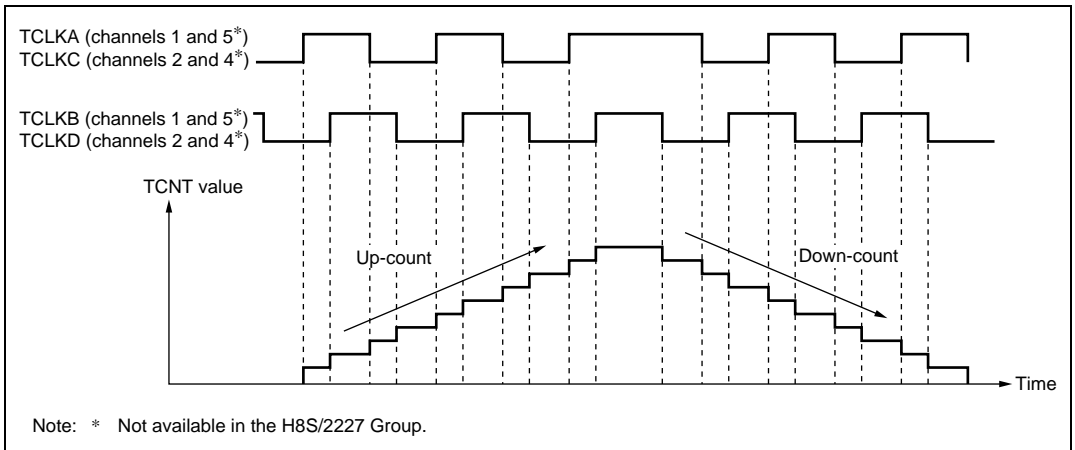 TCLKA (channels 1 and 5*)
TCLKC (channels 2 and 4*)
TCLKB (channels 1 and 5*)
TCLKD (channels 2 and 4*)
TCNT value
Up-count
Down-count
Time
Note: * Not available in the H8S/2227 Group.